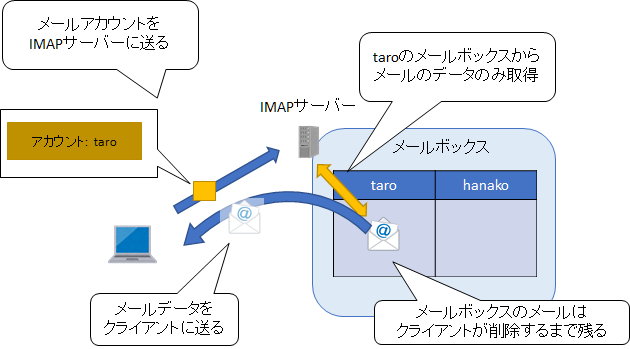 メールアカウントを
IMAPサーバーに送る
taroのメールボックスから
メールのデータのみ取得
IMAPサーバー
アカウント: taro
メールボックス
taro
hanako
@
@
メールデータを
クライアントに送る
メールボックスのメールは
クライアントが削除するまで残る